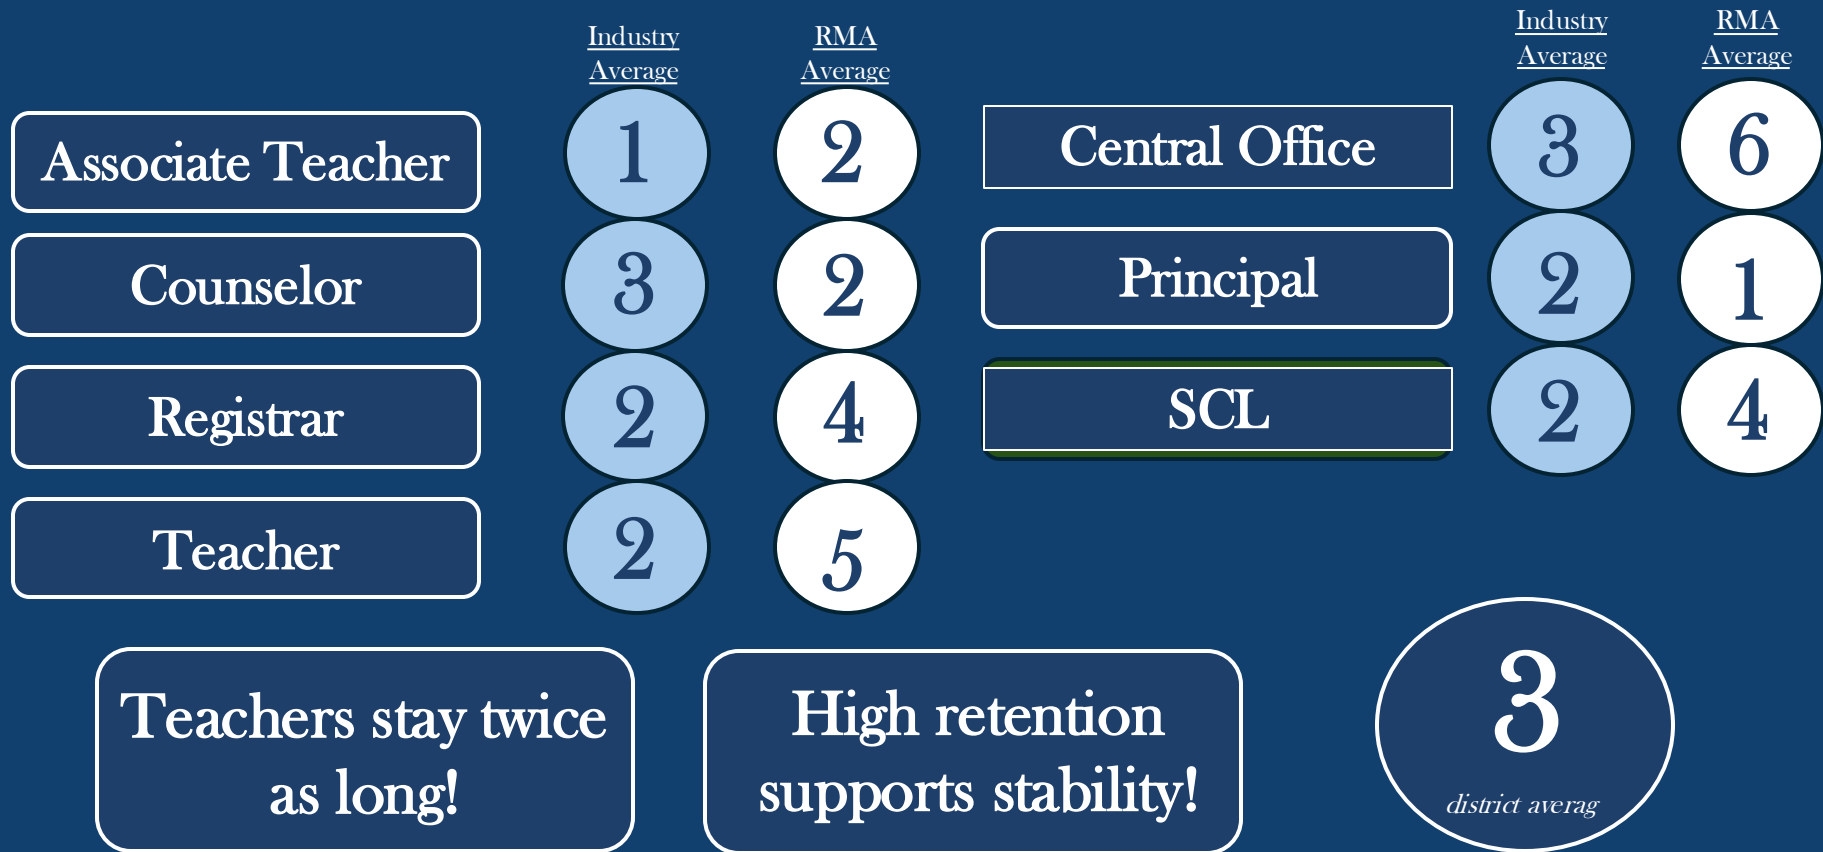 Industry
Average
RMA
Average
Associate Teacher
1
2
Counselor
3
2
Registrar
2
4
Teacher
2
5
Industry
Average
RMA
Average
Central Office
3
6
Principal
2
1
SCL
2
4
Teachers stay twice
as long!
High retention
supports stability!
3
district averag